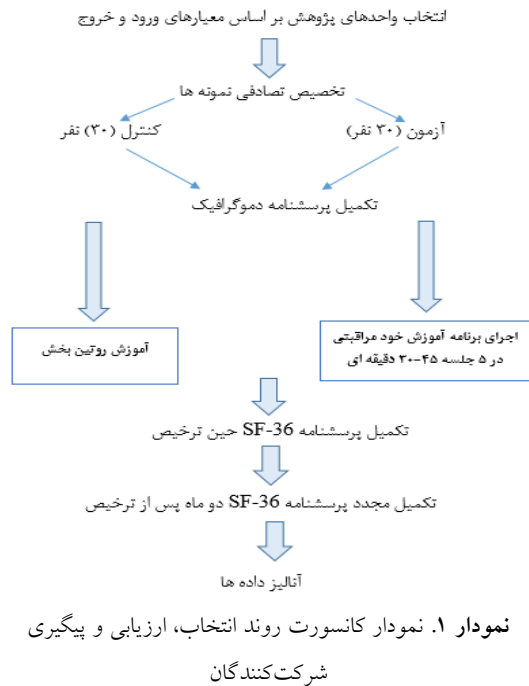 انتخاب واحدهای پژوهش بر اساس معیارهای ورود و خروج
تخصیص تصادفی نمونه ها
آزمون (۳۰ نفر)
کنترل (۳۰) نفر
تکمیل پرسشنامه دموگرافیک
اجرای برنامه آموزش خود مراقبتی
در ۵ جلسه ۴۵-۳۰ دقیقه ای
آموزش روتین بخش
تکمیل پرسشنامه SF-36 حین ترخیص
تکمیل مجدد پرسشنامه SF-36 دو ماه پس از ترخیص
آنالیز داده ها
نمودار ۱. نمودار کانسورت روند انتخاب، ارزیابی و پیگیری
شرکت‌کنندگان